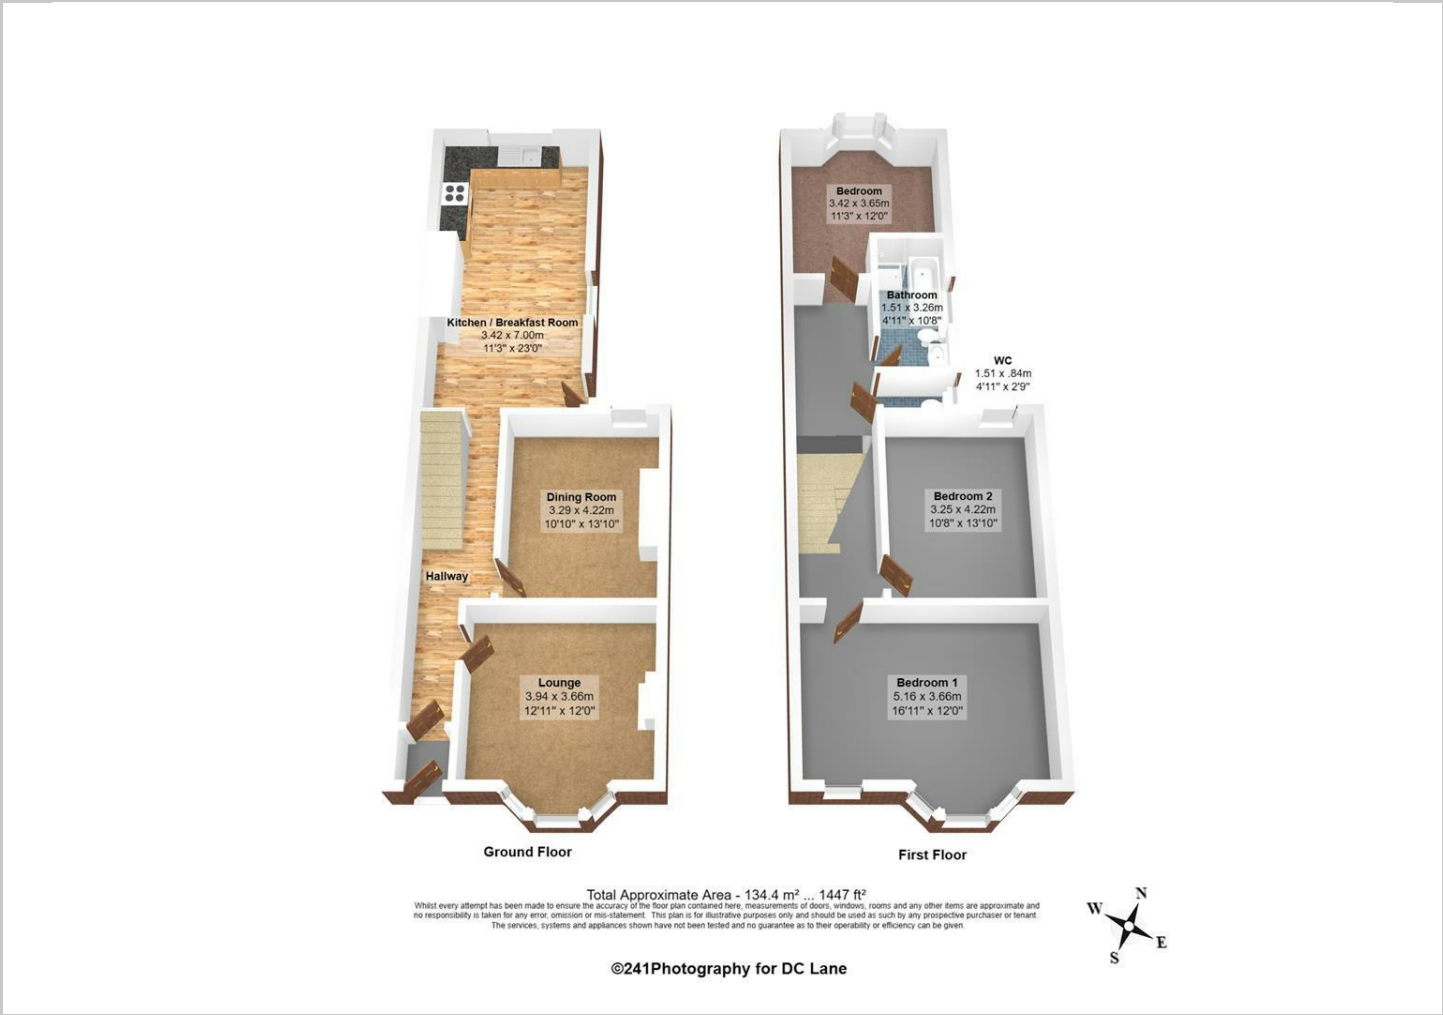 Kitchen / Breakfast Room
3.42 x 7.00m
11'3" x 23'0"
Dining Room
3.29 x 4.22m
10'10" x 13'10"
Hallway
Lounge
3.94 x 3.66m
12'11" x 12'0"
Ground Floor
Bedroom
3.42 x 3.65m
11'3" x 12'0"
Bathroom
1.51 x 3.26m
4'11" x 10'8"
WC
1.51 x .84m
4'11" x 2'9"
Bedroom 2
3.25 x 4.22m
10'8" x 13'10"
Bedroom 1
5.16 x 3.66m
16'11" x 12'0"
First Floor
Total Approximate Area - 134.4 m² ... 1447 ft²
Whilst every attempt has been made to ensure the accuracy of the floor plan contained here, measurements of doors, windows, rooms and any other items are approximate and
no responsibility is taken for any error, omission or mis-statement. This plan is for illustrative purposes only and should be used as such by any prospective purchaser or tenant.
The services, systems and appliances shown have not been tested and no guarantee as to their operability or efficiency can be given
©241Photography for DC Lane
N
W
E
S